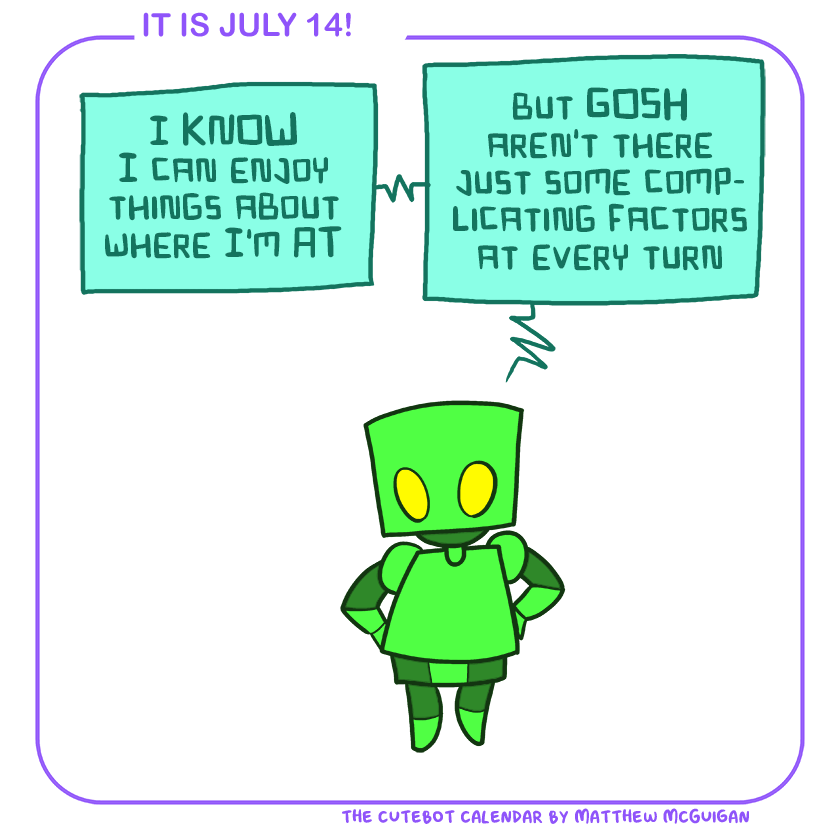 IT IS JULY 14!
I KNOW
I CAN ENJOY
THINGS ABOUT
WHERE I'M AT
BUT GOSH
AREN'T THERE
JUST SOME COMP-
LICATING FACTORS
AT EVERY TURN
THE CUTEBOT CALENDAR BY MATTHEW MCGUIGAN